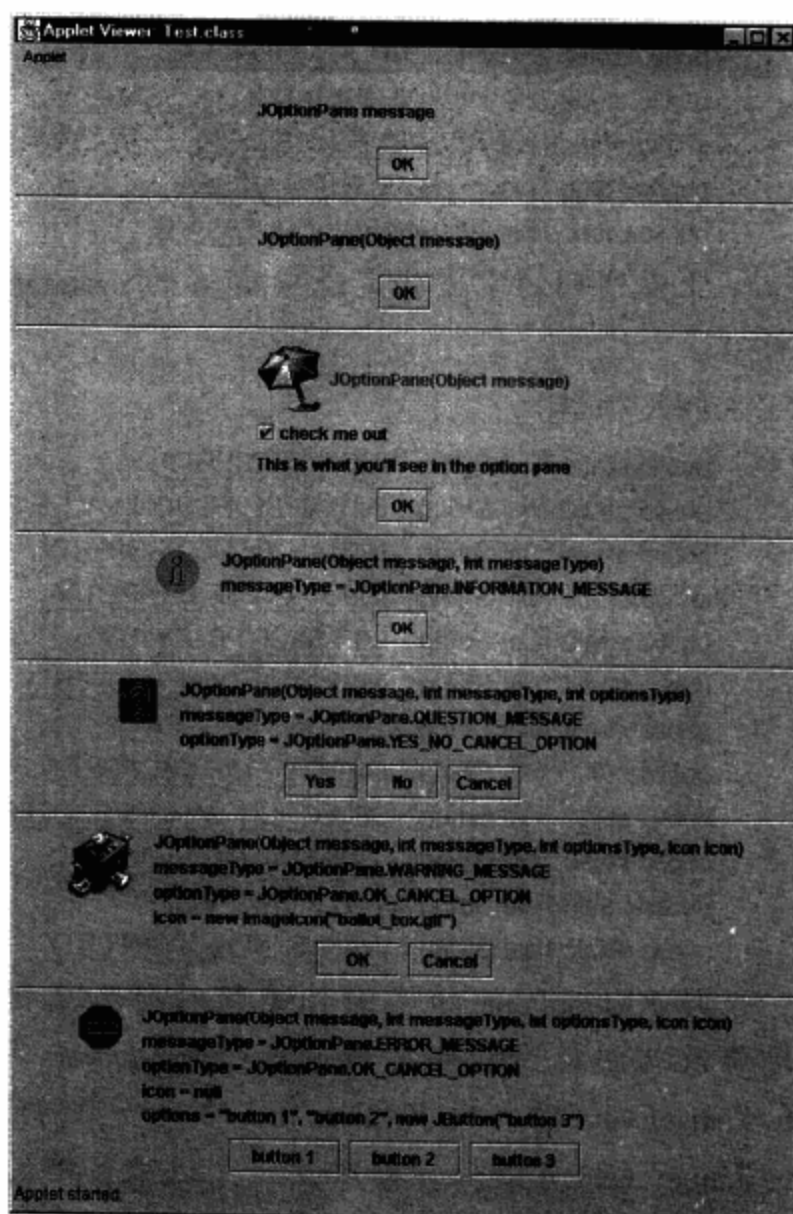 Applet Viewer: Test.class
Applet
JOptionPane message
OK
JOptionPane(Object message)
OK
JOptionPane(Object message)
check me out
This is what you'll see in the option pane
OK
JOptionPane(Object message, int messageType)
messageType = JOptionPane.INFORMATION_MESSAGE
OK
JOptionPane(Object message, int messageType, int optionsType)
messageType = JOptionPane.QUESTION_MESSAGE
optionType = JOptionPane.YES_NO_CANCEL_OPTION
Yes No Cancel
JOptionPane(Object message, int messageType, int optionsType, Icon icon)
messageType = JOptionPane.WARNING_MESSAGE
optionType = JOptionPane.OK_CANCEL_OPTION
icon = new ImageIcon("ballot_box.gif")
OK Cancel
JOptionPane(Object message, int messageType, int optionsType, Icon icon)
messageType = JOptionPane.ERROR_MESSAGE
optionType = JOptionPane.OK_CANCEL_OPTION
icon = null
options = "button 1", "button 2", new JButton("button 3")
button 1 button 2 button 3
Applet started.